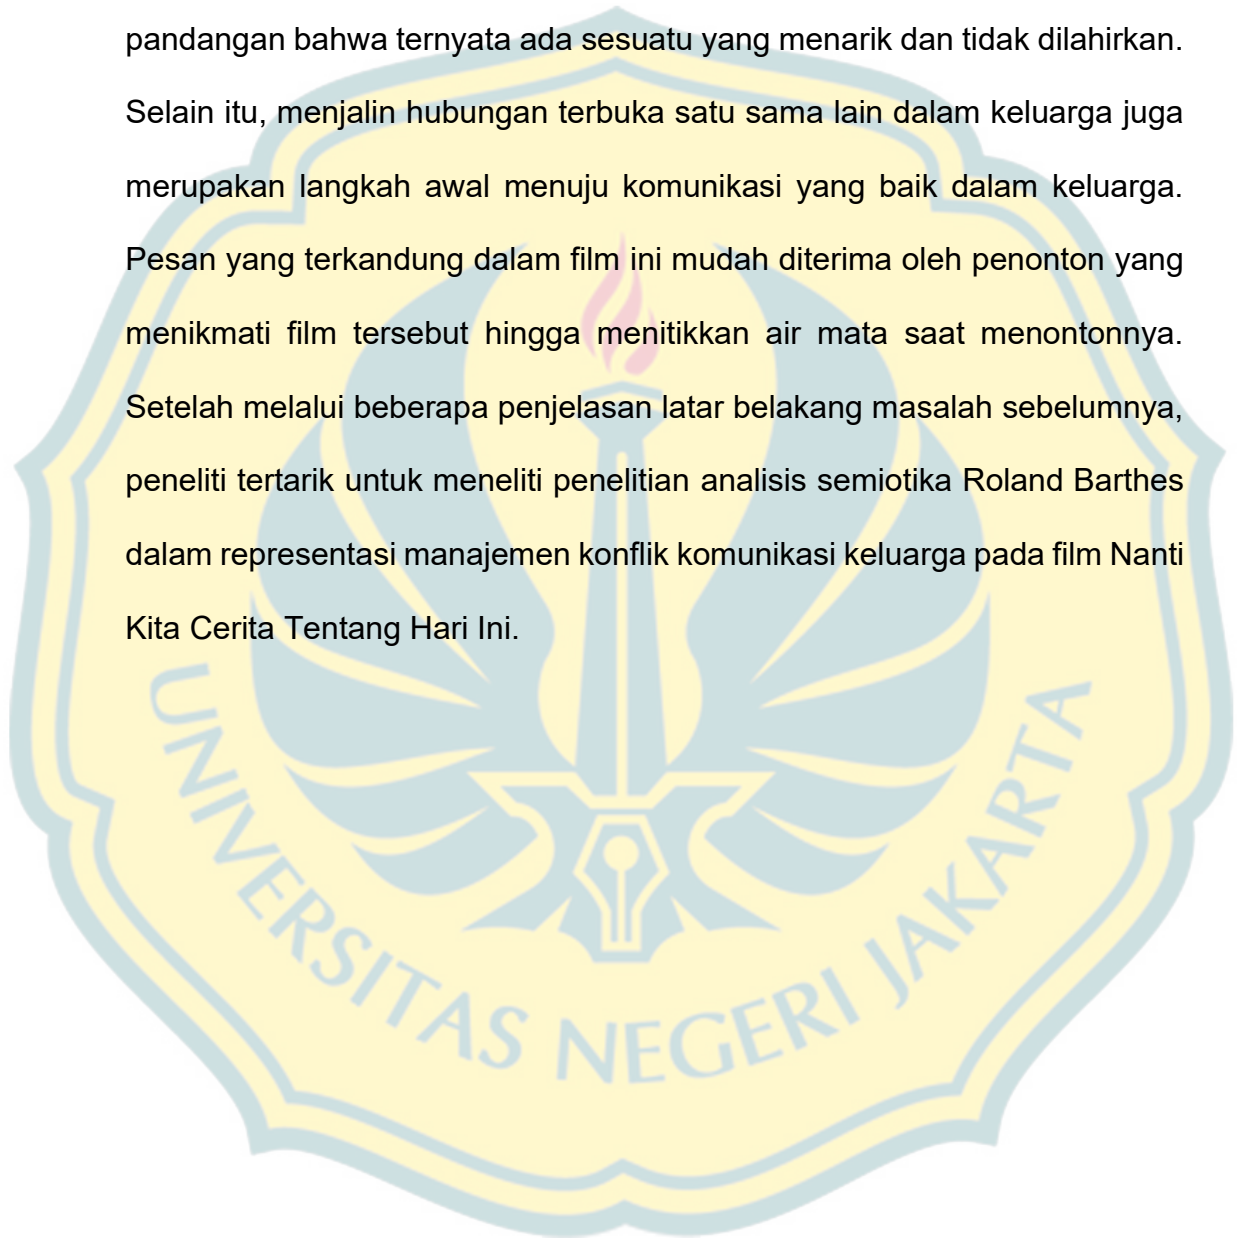 pandangan bahwa ternyata ada sesuatu yang menarik dan tidak dilahirkan.
Selain itu, menjalin hubungan terbuka satu sama lain dalam keluarga juga
merupakan langkah awal menuju komunikasi yang baik dalam keluarga.
Pesan yang terkandung dalam film ini mudah diterima oleh penonton yang
menikmati film tersebut hingga menitikkan air mata saat menontonnya.
Setelah melalui beberapa penjelasan latar belakang masalah sebelumnya,
peneliti tertarik untuk meneliti penelitian analisis semiotika Roland Barthes
dalam representasi manajemen konflik komunikasi keluarga pada film Nanti
Kita Cerita Tentang Hari Ini.
UNIVERSITAS NEGERI JAKARTA